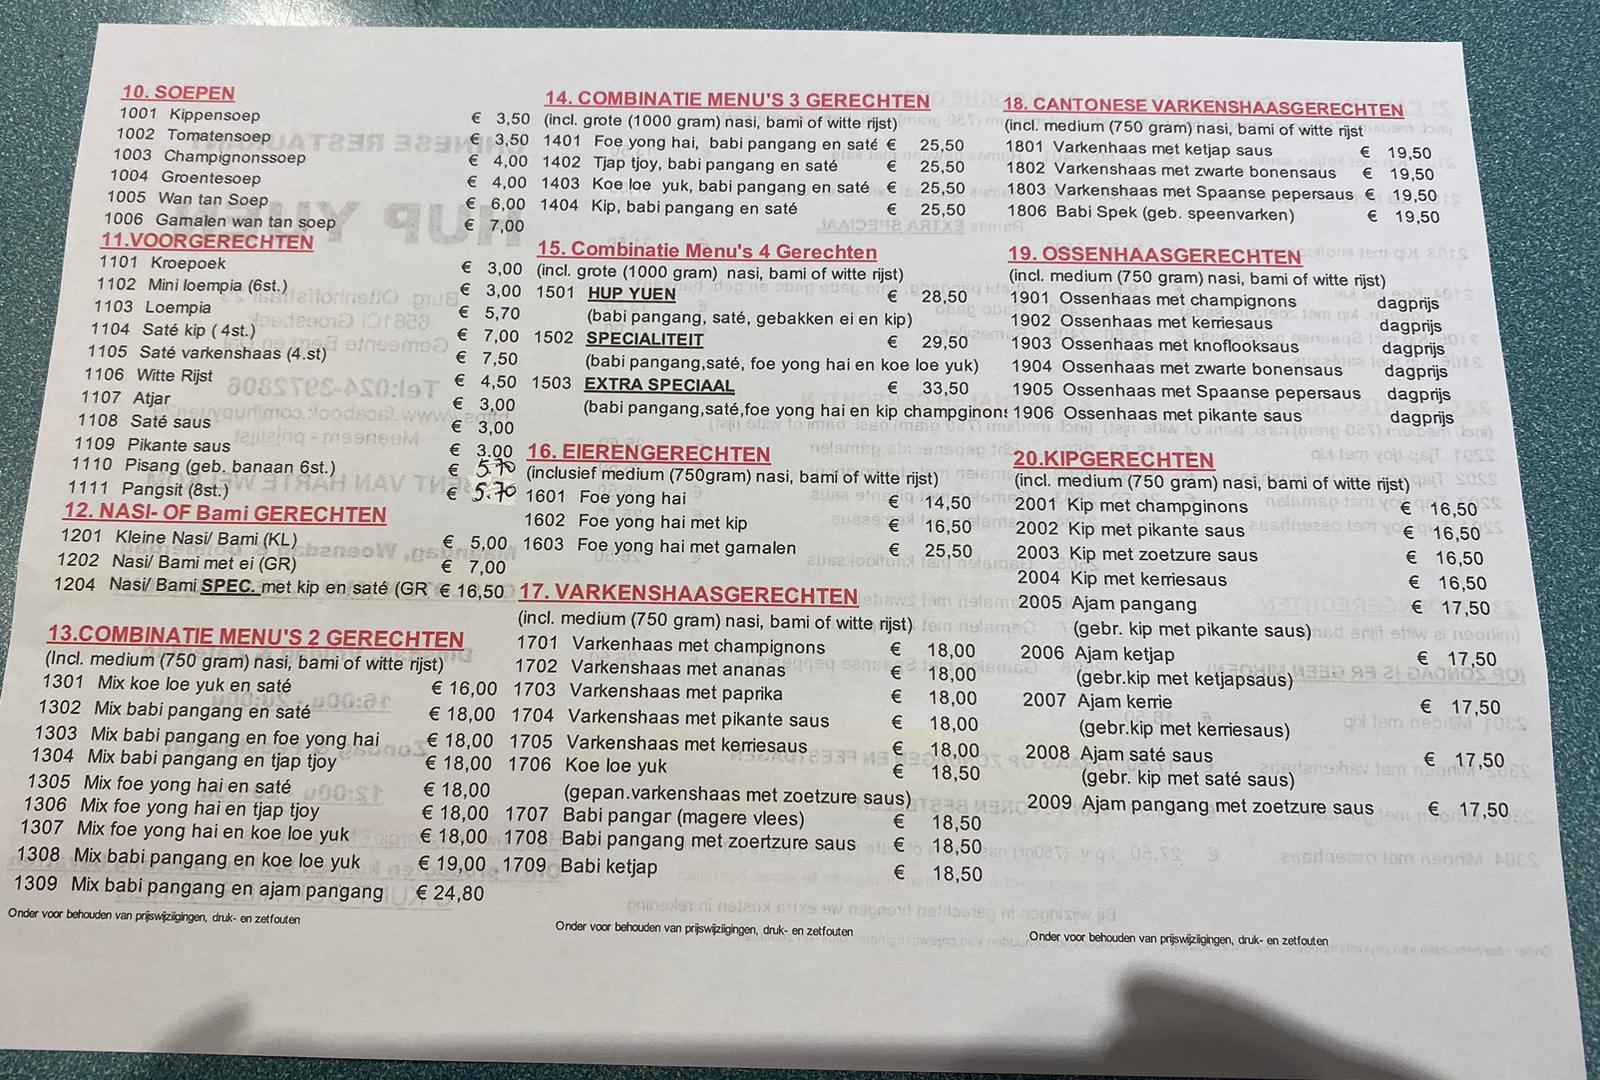 10. SOEPEN
1001 Kippensoep € 3,50
1002 Tomatensoep € 3,50
1003 Champignonssoep € 4,00
1004 Groentesoep € 4,00
1005 Wan tan Soep € 6,00
1006 Gamalen wan tan soep € 7,00
11.VOORGERECHTEN
1101 Kroepoek € 3,00
1102 Mini loempia (6st.) € 3,00
1103 Loempia € 5,70
1104 Saté kip ( 4st.) € 7,00
1105 Saté varkenshaas (4.st) € 7,50
1106 Witte Rijst € 4,50
1107 Atjar € 3,00
1108 Saté saus € 3,00
1109 Pikante saus € 3,00
1110 Pisang (geb. banaan 6st.) € 5.70
1111 Pangsit (8st.) € 5.70
12. NASI- OF Bami GERECHTEN
1201 Kleine Nasi/ Bami (KL) € 5,00
1202 Nasi/ Bami met ei (GR) € 7,00
1204 Nasi/ Bami SPEC. met kip en saté (GR € 16,50
13.COMBINATIE MENU'S 2 GERECHTEN
(Incl. medium (750 gram) nasi, bami of witte rijst)
1301 Mix koe loe yuk en saté € 16,00
1302 Mix babi pangang en saté € 18,00
1303 Mix babi pangang en foe yong hai € 18,00
1304 Mix babi pangang en tjap tjoy € 18,00
1305 Mix foe yong hai en saté € 18,00
1306 Mix foe yong hai en tjap tjoy € 18,00
1307 Mix foe yong hai en koe loe yuk € 18,00
1308 Mix babi pangang en koe loe yuk € 19,00
1309 Mix babi pangang en ajam pangang € 24,80
Onder voor behouden van prijswijzigingen, druk- en zetfouten
14. COMBINATIE MENU'S 3 GERECHTEN
(incl. grote (1000 gram) nasi, bami of witte rijst)
1401 Foe yong hai, babi pangang en saté € 25,50
1402 Tjap tjoy, babi pangang en saté € 25,50
1403 Koe loe yuk, babi pangang en saté € 25,50
1404 Kip, babi pangang en saté € 25,50
15. Combinatie Menu's 4 Gerechten
(incl. grote (1000 gram) nasi, bami of witte rijst)
1501 HUP YUEN € 28,50
(babi pangang, saté, gebakken ei en kip)
1502 SPECIALITEIT € 29,50
(babi pangang,saté, foe yong hai en koe loe yuk)
1503 EXTRA SPECIAAL € 33,50
(babi pangang,saté,foe yong hai en kip champginons
16. EIERENGERECHTEN
(inclusief medium (750gram) nasi, bami of witte rijst)
1601 Foe yong hai € 14,50
1602 Foe yong hai met kip € 16,50
1603 Foe yong hai met garnalen € 25,50
17. VARKENSHAASGERECHTEN
(incl. medium (750 gram) nasi, bami of witte rijst)
1701 Varkenhaas met champignons € 18,00
1702 Varkenshaas met ananas € 18,00
1703 Varkenshaas met paprika € 18,00
1704 Varkenshaas met pikante saus € 18,00
1705 Varkenshaas met kerriesaus € 18,00
1706 Koe loe yuk € 18,50
(gepan.varkenshaas met zoetzure saus)
1707 Babi pangar (magere vlees) € 18,50
1708 Babi pangang met zoertzure saus € 18,50
1709 Babi ketjap € 18,50
Onder voor behouden van prijswijziigingen, druk- en zetfouten
18. CANTONESE VARKENSHAASGERECHTEN
(incl. medium (750 gram) nasi, bami of witte rijst
1801 Varkenhaas met ketjap saus € 19,50
1802 Varkenshaas met zwarte bonensaus € 19,50
1803 Varkenshaas met Spaanse pepersaus € 19,50
1806 Babi Spek (geb. speenvarken) € 19,50
19. OSSENHAASGERECHTEN
(incl. medium (750 gram) nasi, bami of witte rijst)
1901 Ossenhaas met champignons dagprijs
1902 Ossenhaas met kerriesaus dagprijs
1903 Ossenhaas met knoflooksaus dagprijs
1904 Ossenhaas met zwarte bonensaus dagprijs
1905 Ossenhaas met Spaanse pepersaus dagprijs
1906 Ossenhaas met pikante saus dagprijs
20.KIPGERECHTEN
(incl. medium (750 gram) nasi, bami of witte rijst)
2001 Kip met champginons € 16,50
2002 Kip met pikante saus € 16,50
2003 Kip met zoetzure saus € 16,50
2004 Kip met kerriesaus € 16,50
2005 Ajam pangang € 17,50
(gebr. kip met pikante saus)
2006 Ajam ketjap € 17,50
(gebr.kip met ketjapsaus)
2007 Ajam kerrie € 17,50
(gebr.kip met kerriesaus)
2008 Ajam saté saus € 17,50
(gebr. kip met saté saus)
2009 Ajam pangang met zoetzure saus € 17,50
Onder voor behouden van prijswijziigingen, druk- en zetfouten